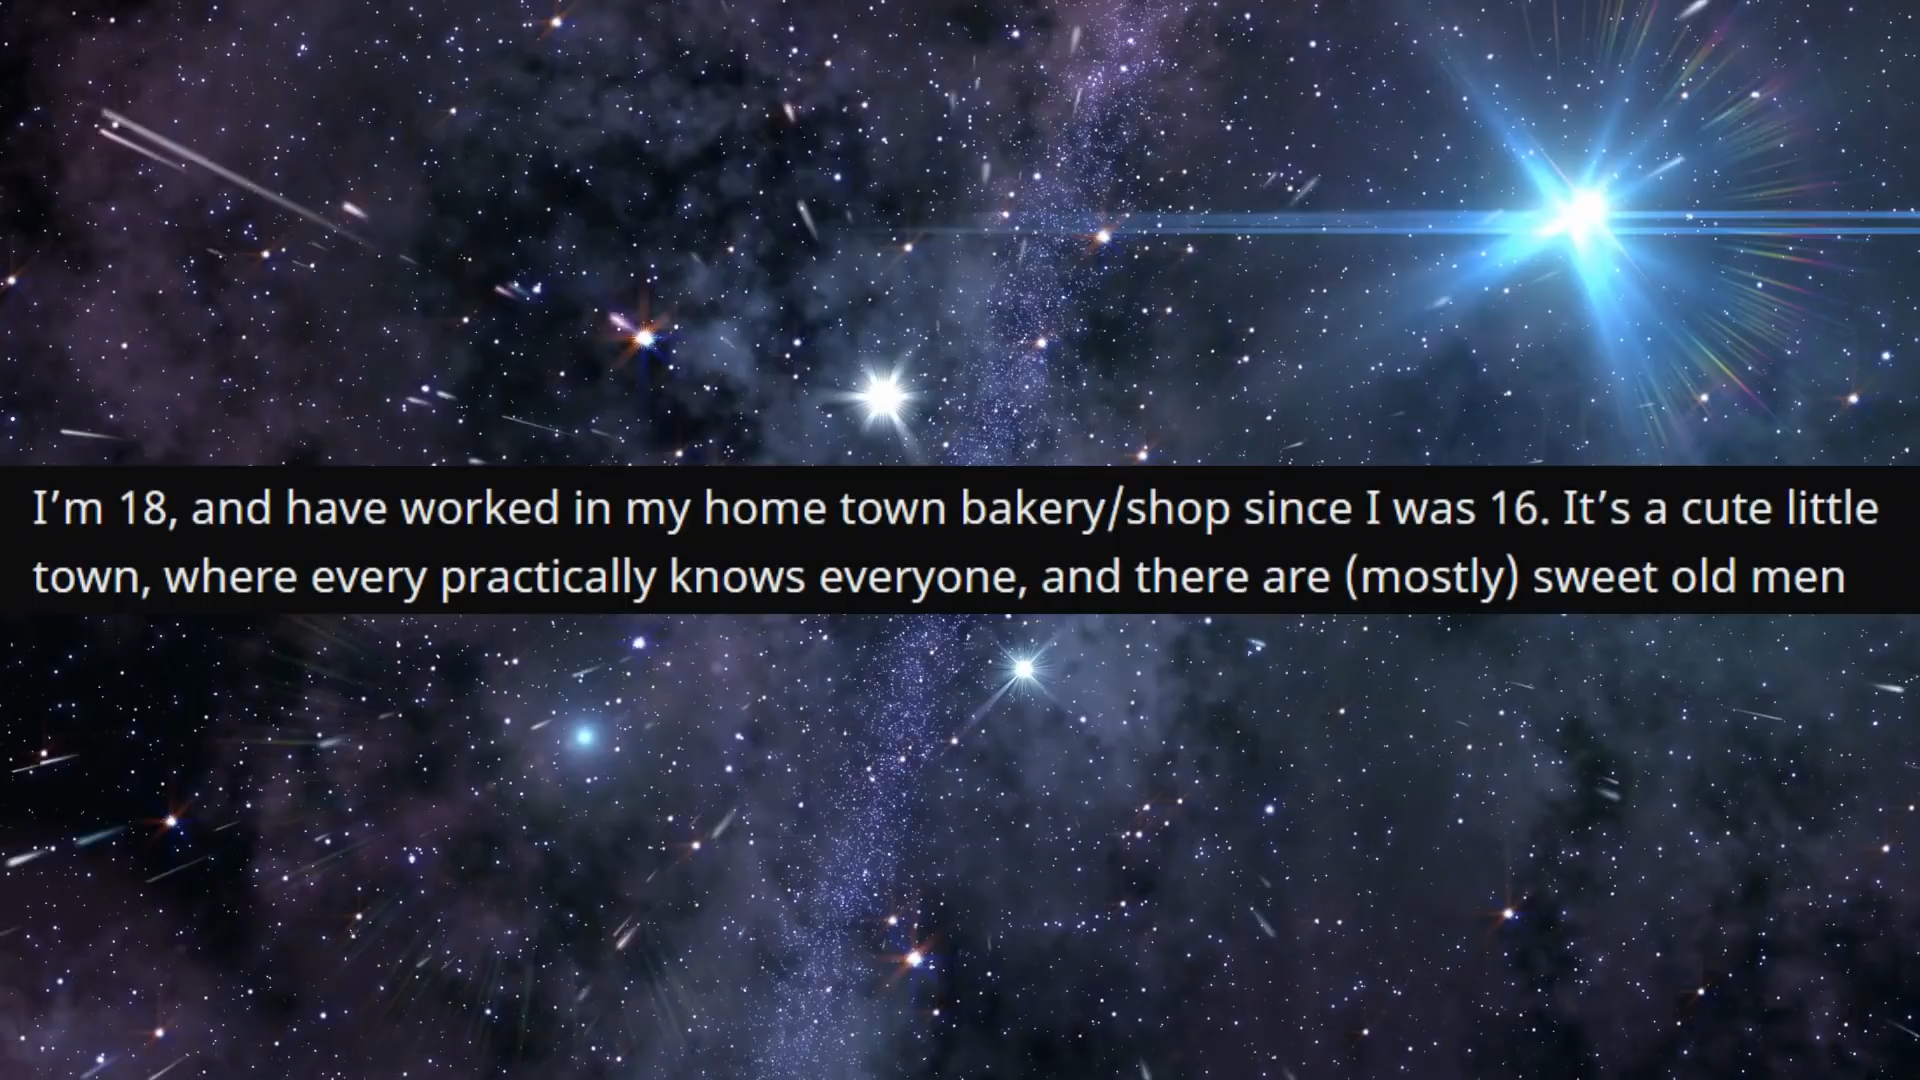 I’m 18, and have worked in my home town bakery/shop since I was 16. It’s a cute little
town, where every practically knows everyone, and there are (mostly) sweet old men